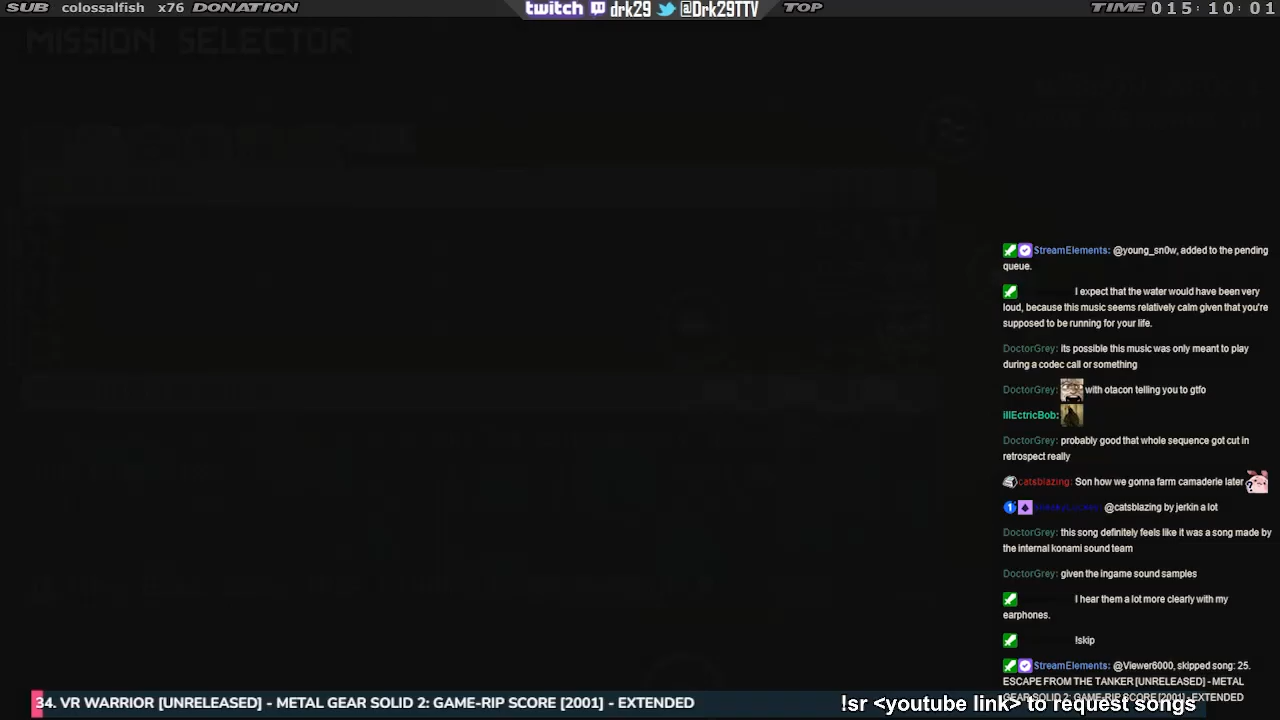 SUB colossalfish x76 DONATION
twitch drk29 @Drk29TTV TOP
TIME 015:10:01
MISSION SELECTOR
StreamElements: @young_sn0w, added to the pending
queue.
I expect that the water would have been very
loud, because this music seems relatively calm given that you're
supposed to be running for your life.
DoctorGrey: its possible this music was only meant to play
during a codec call or something
DoctorGrey: with otacon telling you to gtfo
illEctricBob:
DoctorGrey: probably good that whole sequence got cut in
retrospect really
catsblazing: Son how we gonna farm camaderie later
@catsblazing by jerkin a lot
DoctorGrey: this song definitely feels like it was a song made by
the internal konami sound team
DoctorGrey: given the ingame sound samples
I hear them a lot more clearly with my
earphones.
!skip
StreamElements: @Viewer6000, skipped song: 25.
ESCAPE FROM THE TANKER [UNRELEASED] - METAL
GEAR SOLID 2: GAME-RIP SCORE [2001] - EXTENDED
34. VR WARRIOR [UNRELEASED] - METAL GEAR SOLID 2: GAME-RIP SCORE [2001] - EXTENDED
!sr <youtube link> to request songs